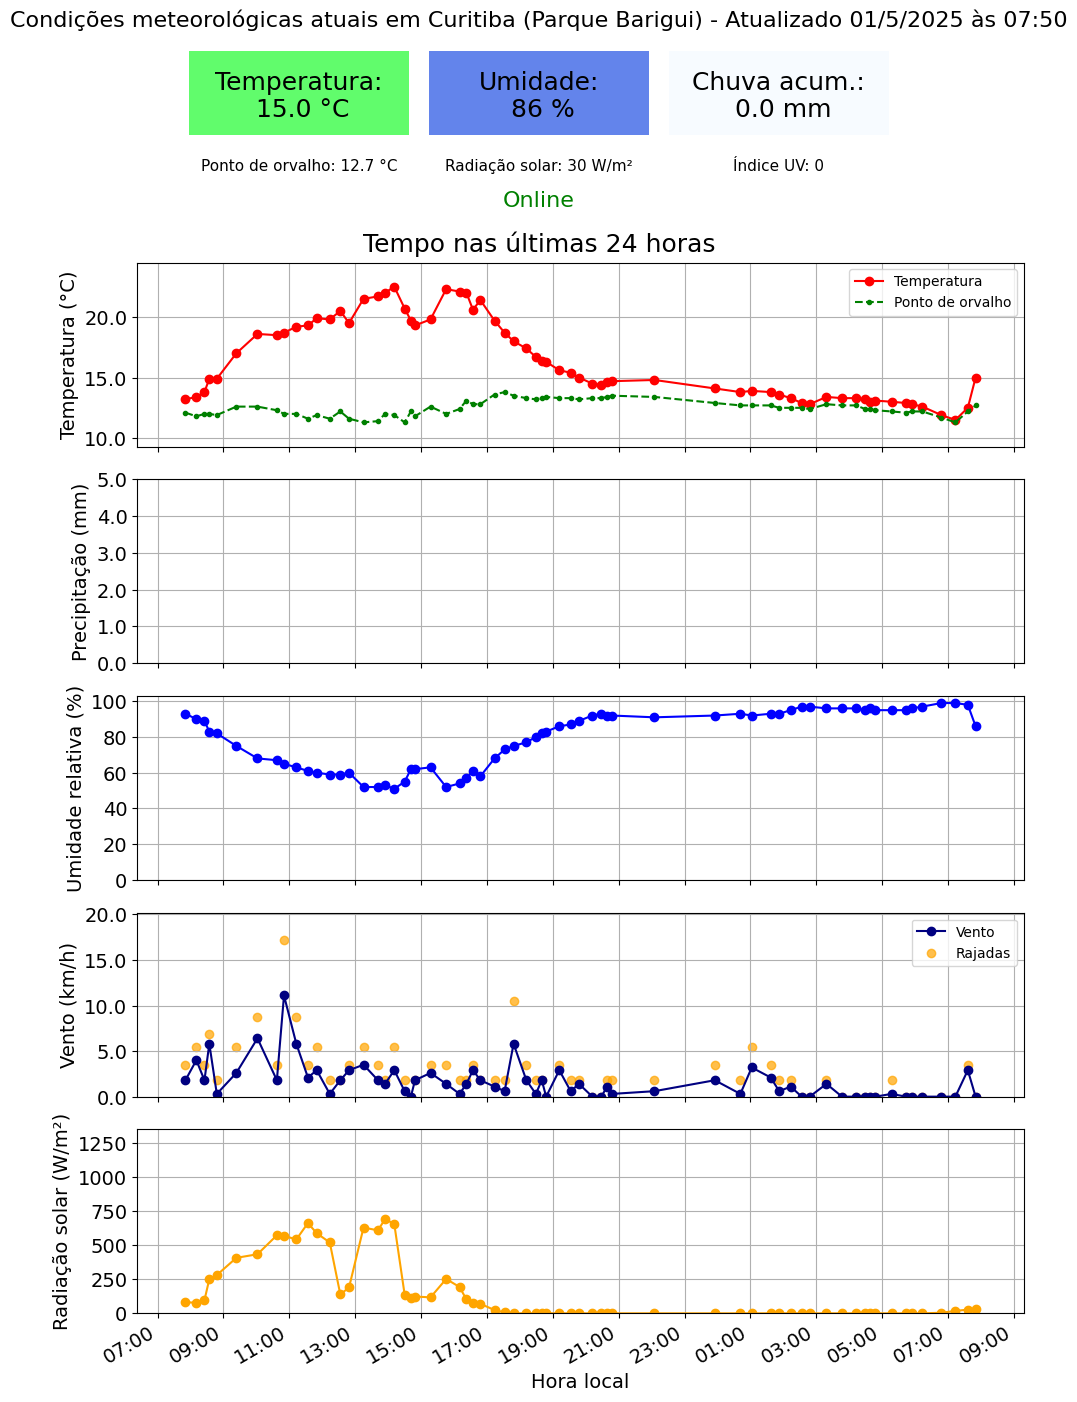 Condições meteorológicas atuais em Curitiba (Parque Barigui) - Atualizado 01/5/2025 às 07:50
Temperatura:
15.0 °C
Umidade:
86 %
Chuva acum.:
0.0 mm
Ponto de orvalho: 12.7 °C
Radiação solar: 30 W/m²
Índice UV: 0
Online
Tempo nas últimas 24 horas
Temperatura (°C)
20.0
15.0
10.0
Temperatura
Ponto de orvalho
Precipitação (mm)
5.0
4.0
3.0
2.0
1.0
0.0
Umidade relativa (%)
100
80
60
40
20
0
Vento (km/h)
20.0
15.0
10.0
5.0
0.0
Vento
Rajadas
Radiação solar (W/m²)
1250
1000
750
500
250
0
07:00
09:00
11:00
13:00
15:00
17:00
19:00
21:00
23:00
01:00
03:00
05:00
07:00
09:00
Hora local